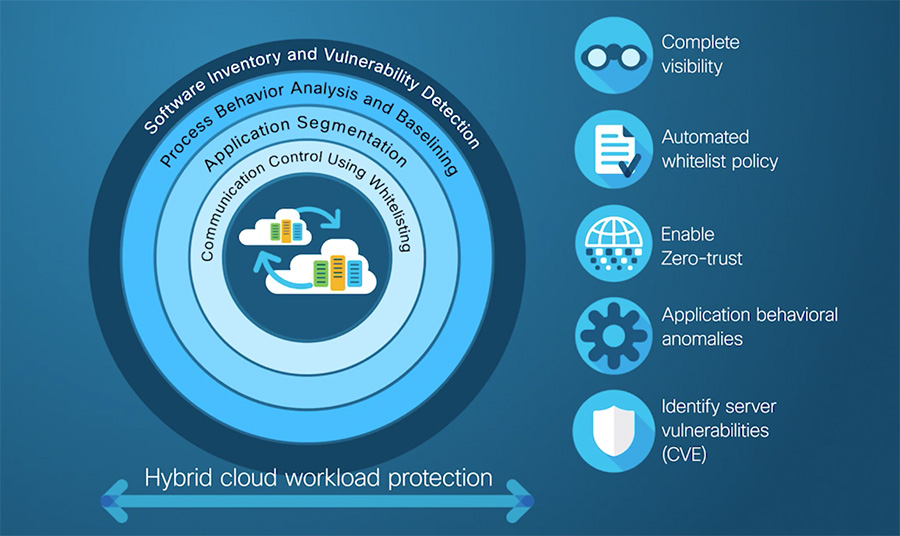 Software Inventory and Vulnerability Detection
Process Behavior Analysis and Baselining
Application Segmentation
Communication Control Using Whitelisting
Hybrid cloud workload protection
Complete
visibility
Automated
whitelist policy
Enable
Zero-trust
Application behavioral
anomalies
Identify server
vulnerabilities
(CVE)